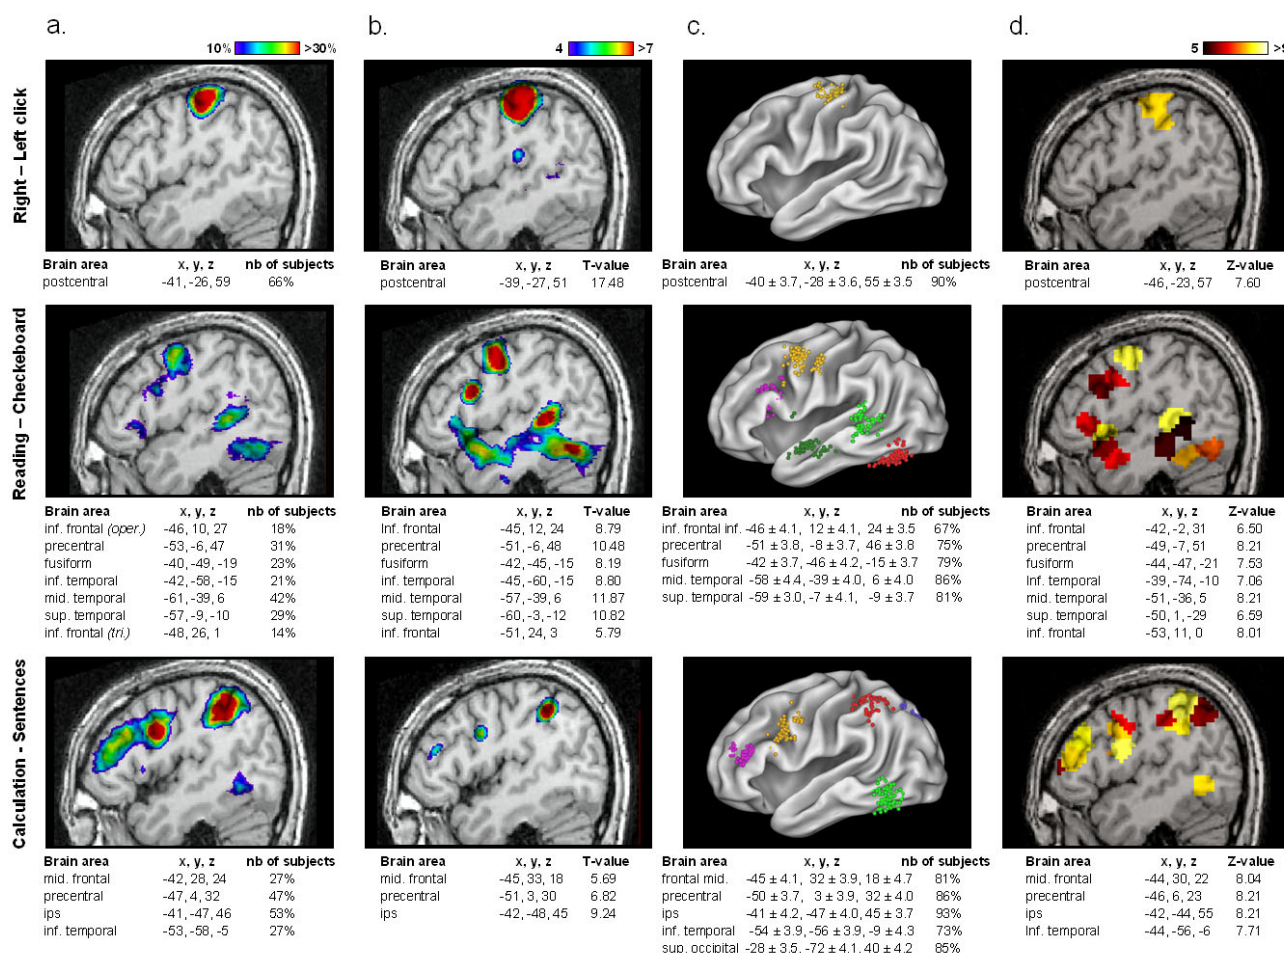 a. b. c. d.
10% >30% 4 >7 5 >9
Right – Left click
Brain area x, y, z nb of subjects Brain area x, y, z T-value Brain area x, y, z nb of subjects Brain area x, y, z Z-value
postcentral -41, -26, 59 66% postcentral -39, -27, 51 17.48 postcentral -40 ± 3.7, -28 ± 3.6, 55 ± 3.5 90% postcentral -46, -23, 57 7.60
Reading – Checkeboard
Brain area x, y, z nb of subjects Brain area x, y, z T-value Brain area x, y, z nb of subjects Brain area x, y, z Z-value
inf. frontal (oper.) -46, 10, 27 18% Inf. frontal -45, 12, 24 8.79 inf. frontal inf. -46 ± 4.1, 12 ± 4.1, 24 ± 3.5 67% inf. frontal -42, -2, 31 6.50
precentral -53, -6, 47 31% precentral -51, -6, 48 10.48 precentral -51 ± 3.8, -8 ± 3.7, 46 ± 3.8 75% precentral -49, -7, 51 8.21
fusiform -40, -49, -19 23% fusiform -42, -45, -15 8.19 fusiform -42 ± 3.7, -46 ± 4.2, -15 ± 3.7 79% fusiform -44, -47, -21 7.53
inf. temporal -42, -58, -15 21% inf. temporal -45, -60, -15 8.80 mid. temporal -58 ± 4.4, -39 ± 4.0, 6 ± 4.0 86% Inf. temporal -39, -74, -10 7.06
mid. temporal -61, -39, 6 42% mid. temporal -57, -39, 6 11.87 sup. temporal -59 ± 3.0, -7 ± 4.1, -9 ± 3.7 81% mid. temporal -51, -36, 5 8.21
sup. temporal -57, -9, -10 29% sup. temporal -60, -3, -12 10.82 sup. temporal -50, 1, -29 6.59
inf. frontal (tri.) -48, 26, 1 14% inf. frontal -51, 24, 3 5.79 inf. frontal -53, 11, 0 8.01
Calculation - Sentences
Brain area x, y, z nb of subjects Brain area x, y, z T-value Brain area x, y, z nb of subjects Brain area x, y, z Z-value
mid. frontal -42, 28, 24 27% mid. frontal -45, 33, 18 5.69 frontal mid. -45 ± 4.1, 32 ± 3.9, 18 ± 4.7 81% mid. frontal -44, 30, 22 8.04
precentral -47, 4, 32 47% precentral -51, 3, 30 6.82 precentral -50 ± 3.7, 3 ± 3.9, 32 ± 4.0 86% precentral -46, 6, 23 8.21
ips -41, -47, 46 53% ips -42, -48, 45 9.24 ips -41 ± 4.2, -47 ± 4.0, 45 ± 3.7 93% ips -42, -44, 55 8.21
inf. temporal -53, -58, -5 27% inf. temporal -54 ± 3.9, -56 ± 3.9, -9 ± 4.3 73% Inf. temporal -44, -56, -6 7.71
sup. occipital -28 ± 3.5, -72 ± 4.1, 40 ± 4.2 85%